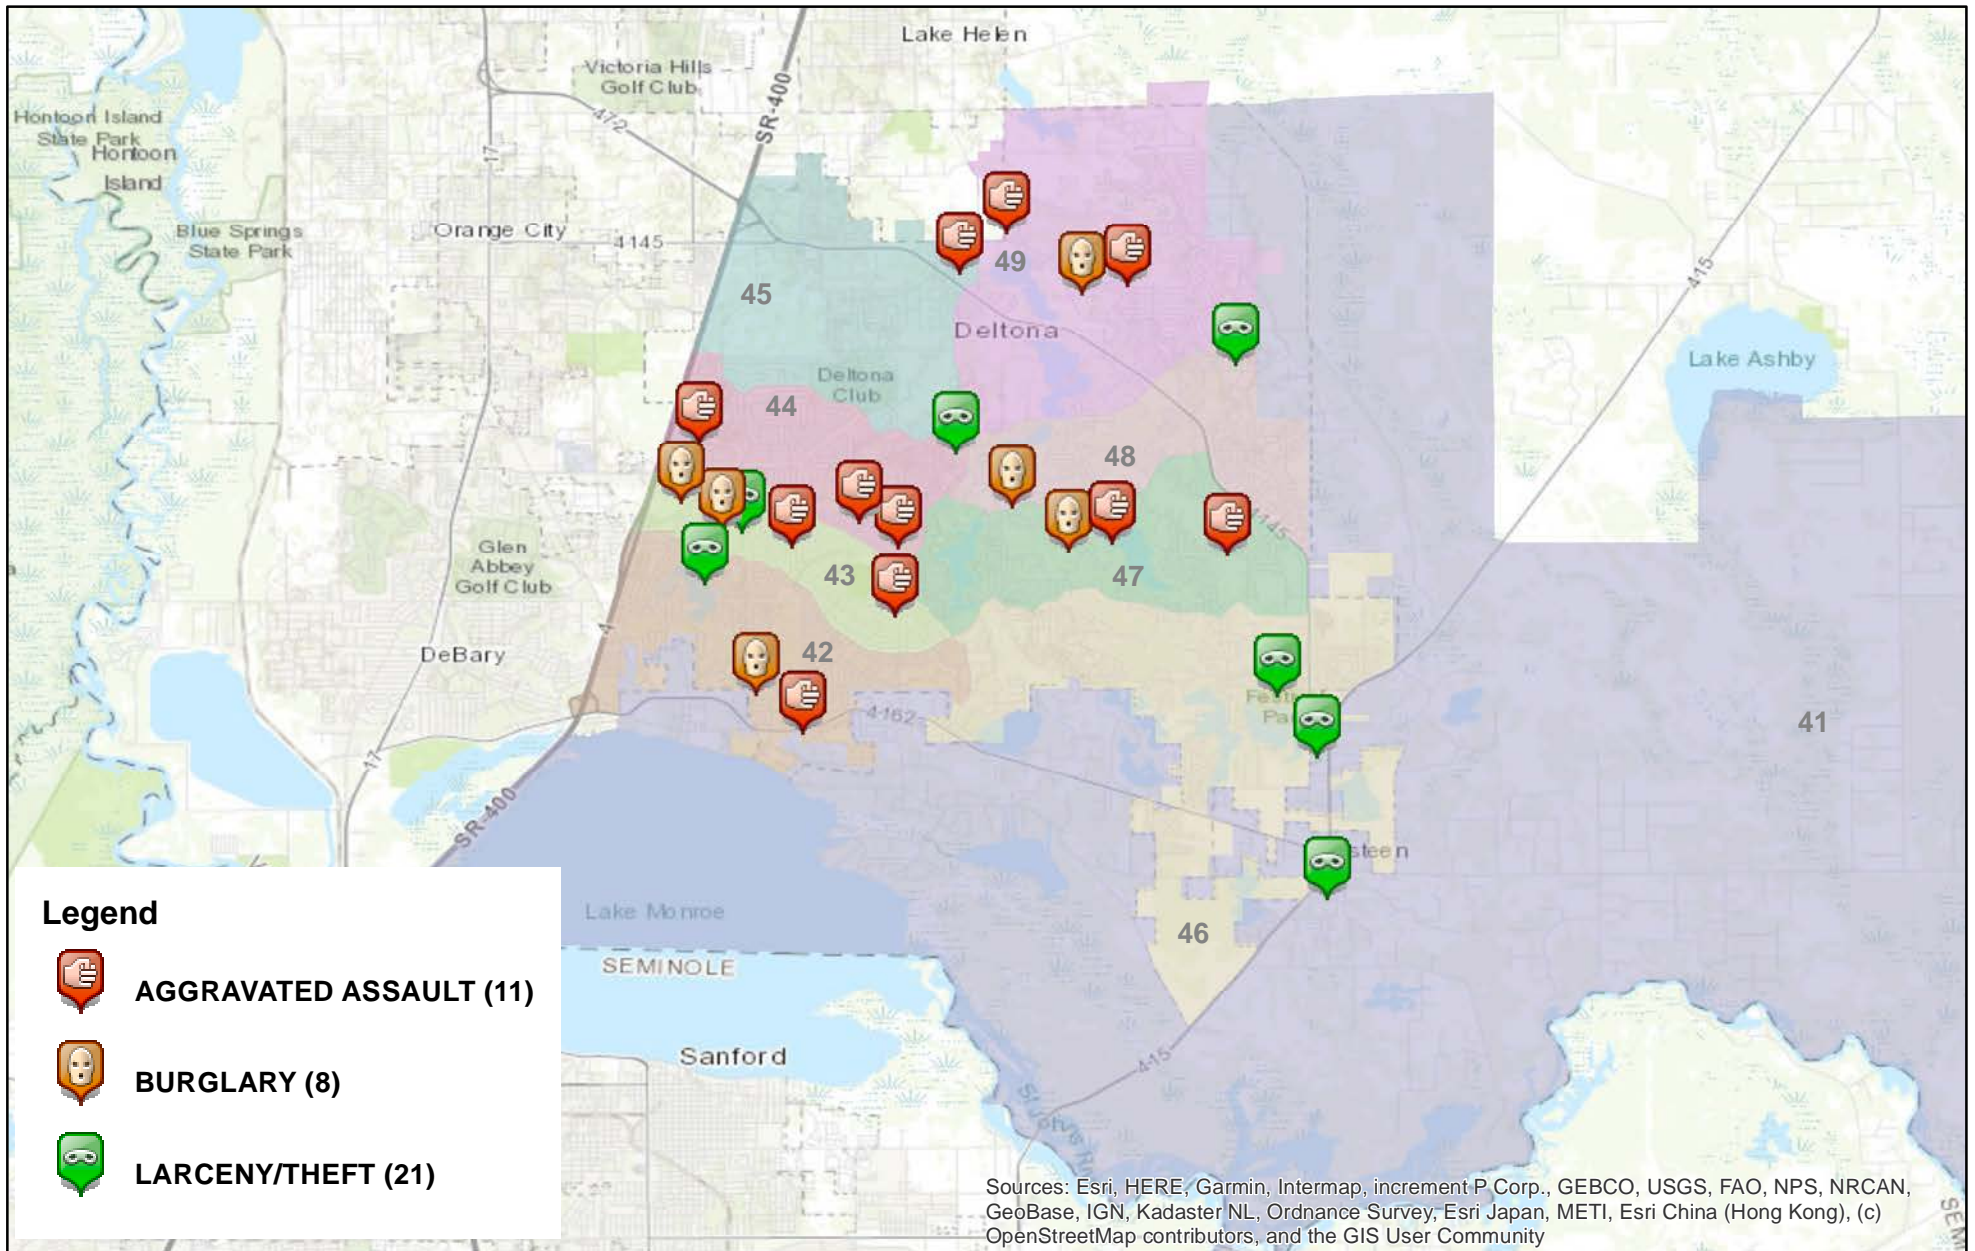 Lake Helen
Victoria Hills
Golf Club
SR-400
472
17
Hontoon Island
State Park
Hontoon
Island
Blue Springs
State Park
Orange City
4145
49
45
415
Deltona
Lake Ashby
Deltona
Club
44
48
4145
Glen
Abbey
Golf Club
43
47
4
DeBary
42
4162
41
17
SR-400
Lake Monroe
46
SEMINOLE
Sanford
415
Legend
AGGRAVATED ASSAULT (11)
BURGLARY (8)
LARCENY/THEFT (21)
Sources: Esri, HERE, Garmin, Intermap, increment P Corp., GEBCO, USGS, FAO, NPS, NRCAN,
GeoBase, IGN, Kadaster NL, Ordnance Survey, Esri Japan, METI, Esri China (Hong Kong), (c)
OpenStreetMap contributors, and the GIS User Community